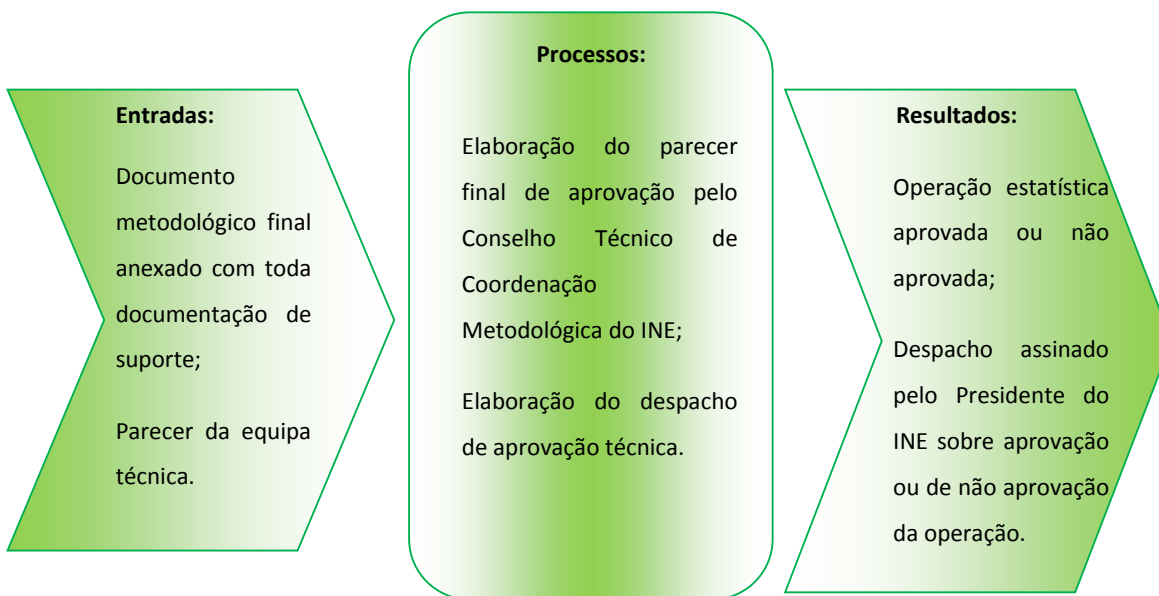 Entradas:
Documento
metodológico final
anexado com toda
documentação de
suporte;
Parecer da equipa
técnica.
Processos:
Elaboração do parecer
final de aprovação pelo
Conselho Técnico de
Coordenação
Metodológica do INE;
Elaboração do despacho
de aprovação técnica.
Resultados:
Operação estatística
aprovada ou não
aprovada;
Despacho assinado
pelo Presidente do
INE sobre aprovação
ou de não aprovação
da operação.